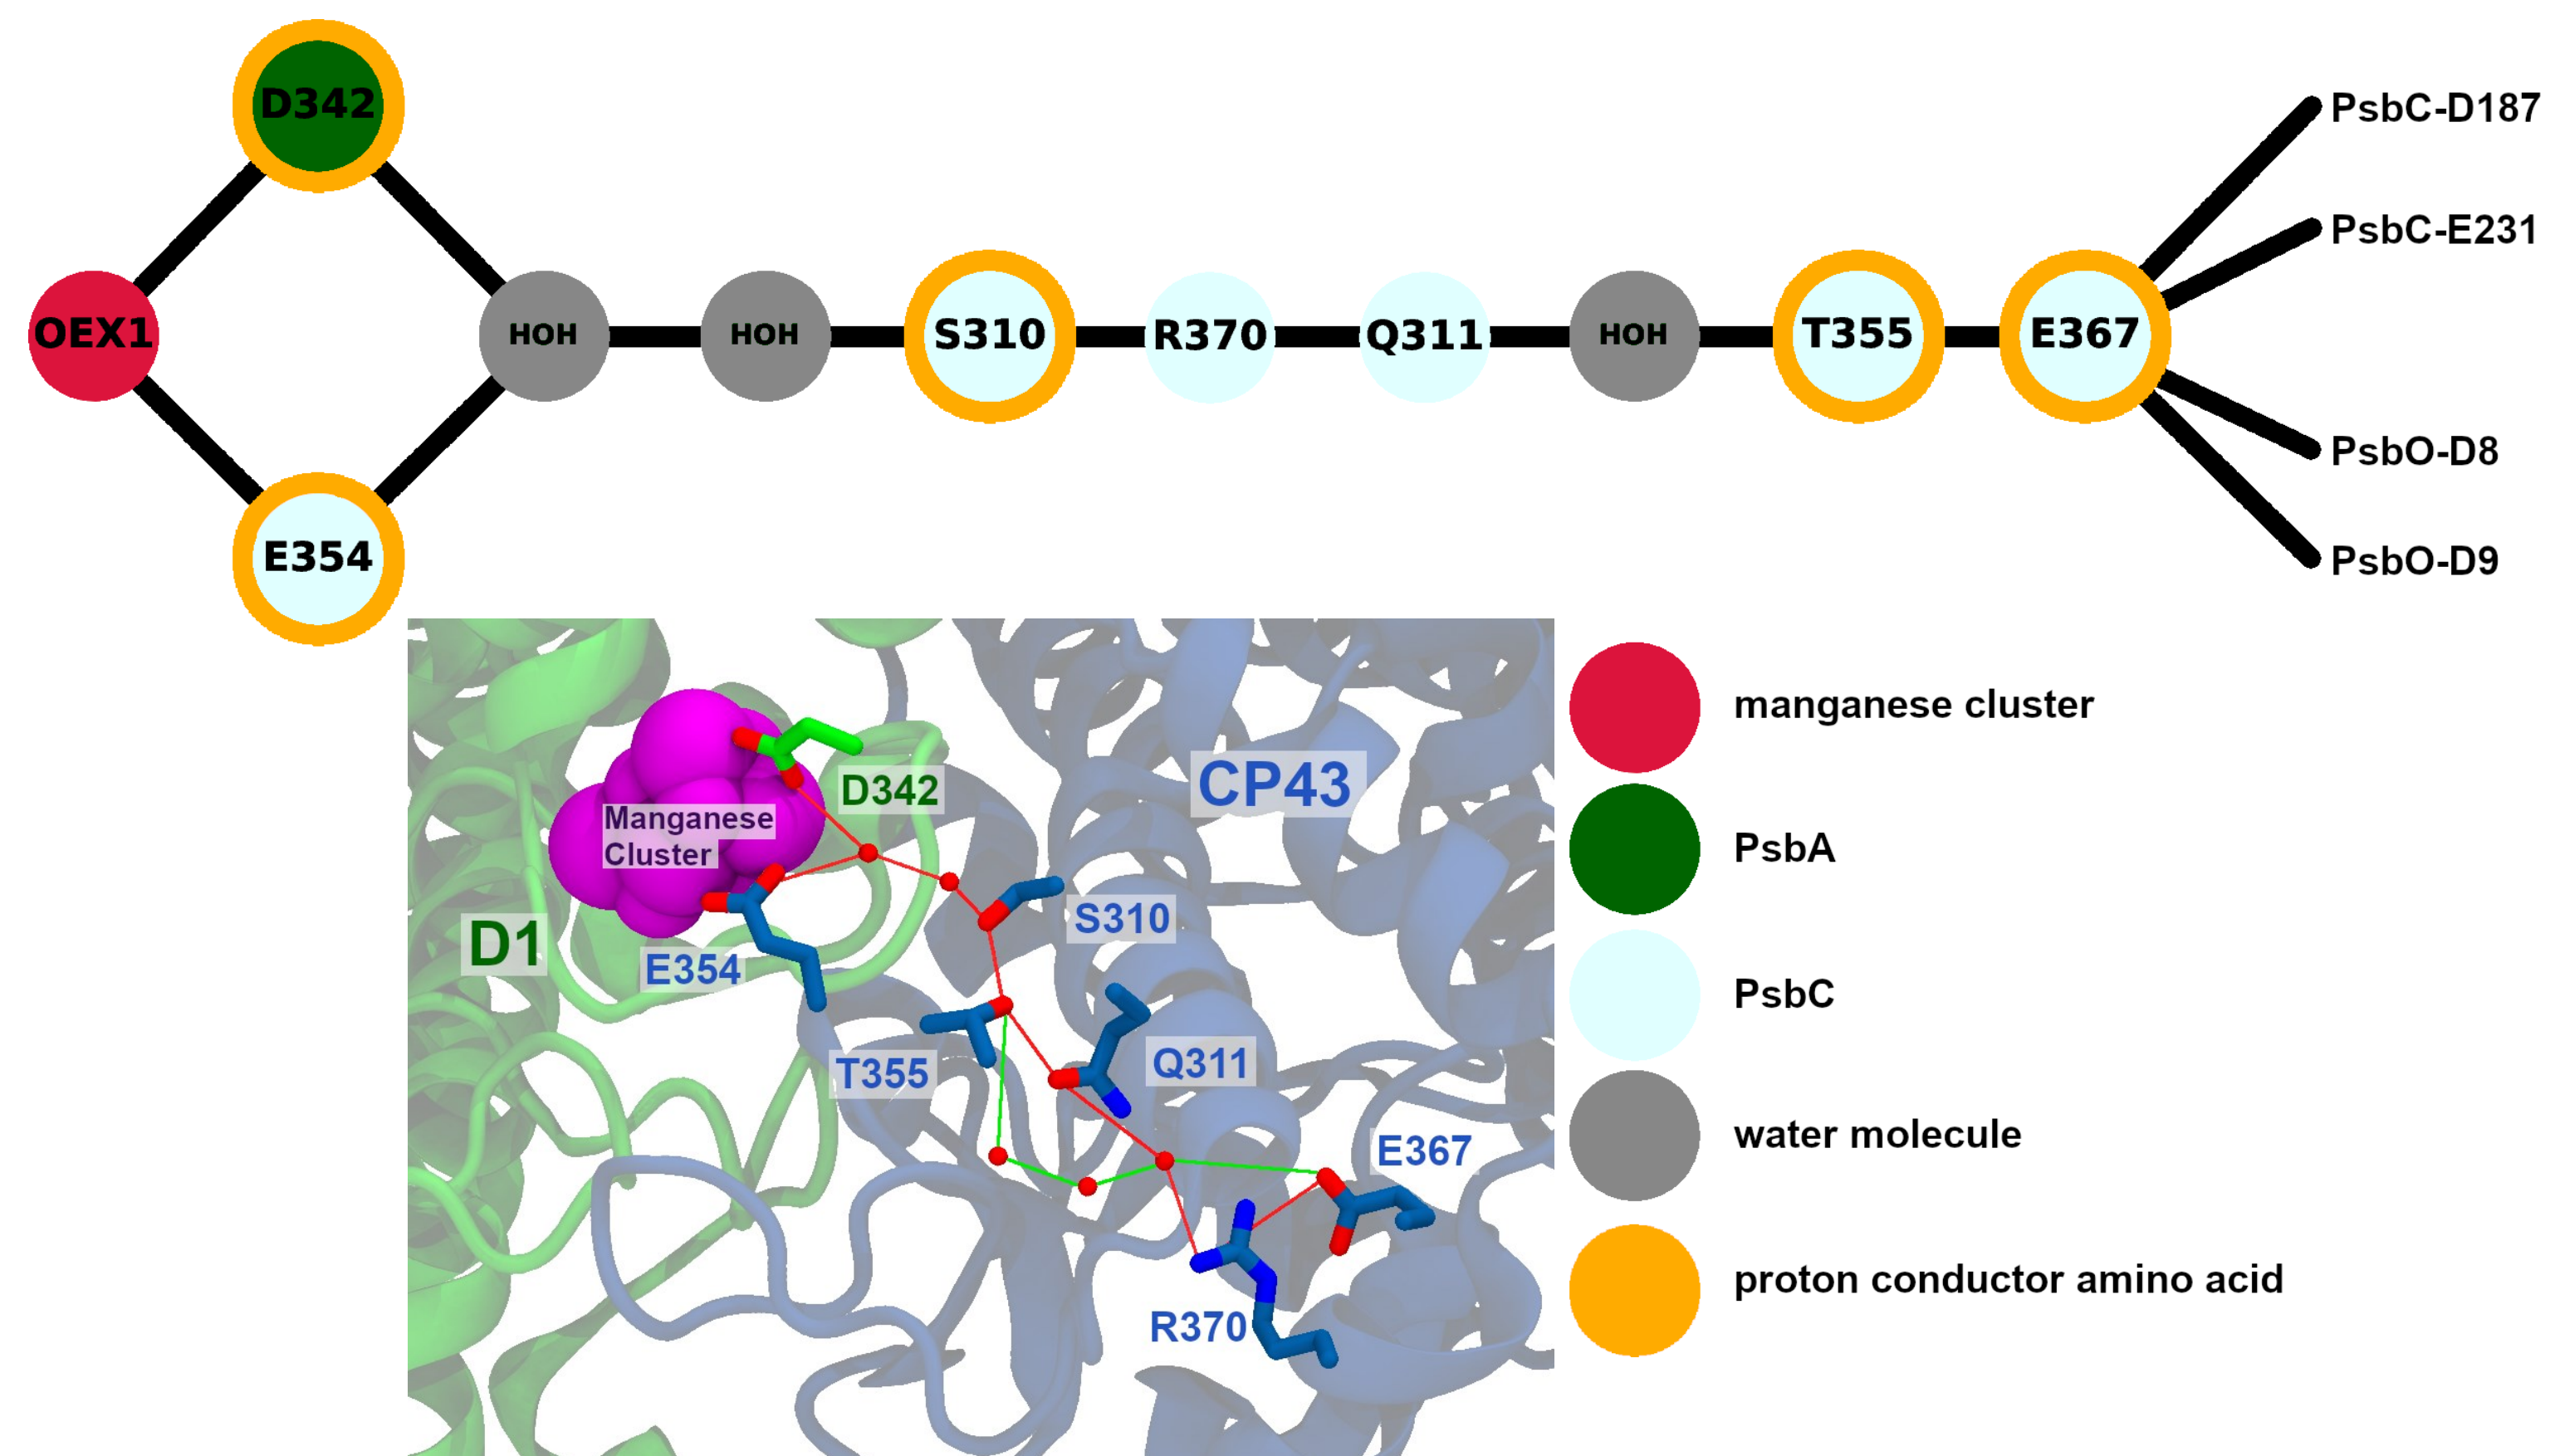 D342
PsbC-D187
PsbC-E231
OEX1
HOH
HOH
S310
R370
Q311
HOH
T355
E367
PsbO-D8
E354
PsbO-D9
manganese cluster
D342
CP43
Manganese
Cluster
PsbA
D1
S310
E354
PsbC
T355
Q311
E367
water molecule
R370
proton conductor amino acid